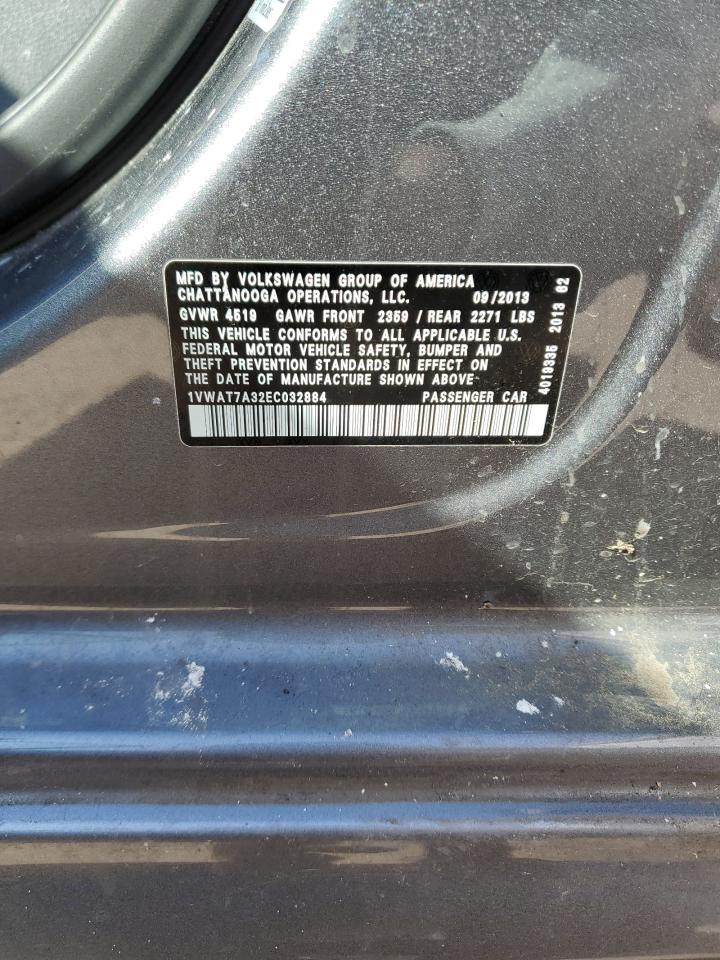 MFD BY VOLKSWAGEN GROUP OF AMERICA
CHATTANOOGA OPERATIONS, LLC. 09/2013
GVWR 4519 GAWR FRONT 2359 / REAR 2271 LBS
THIS VEHICLE CONFORMS TO ALL APPLICABLE U.S.
FEDERAL MOTOR VEHICLE SAFETY, BUMPER AND
THEFT PREVENTION STANDARDS IN EFFECT ON
THE DATE OF MANUFACTURE SHOWN ABOVE
1VWAT7A32EC032884 PASSENGER CAR
4019335 2013 62